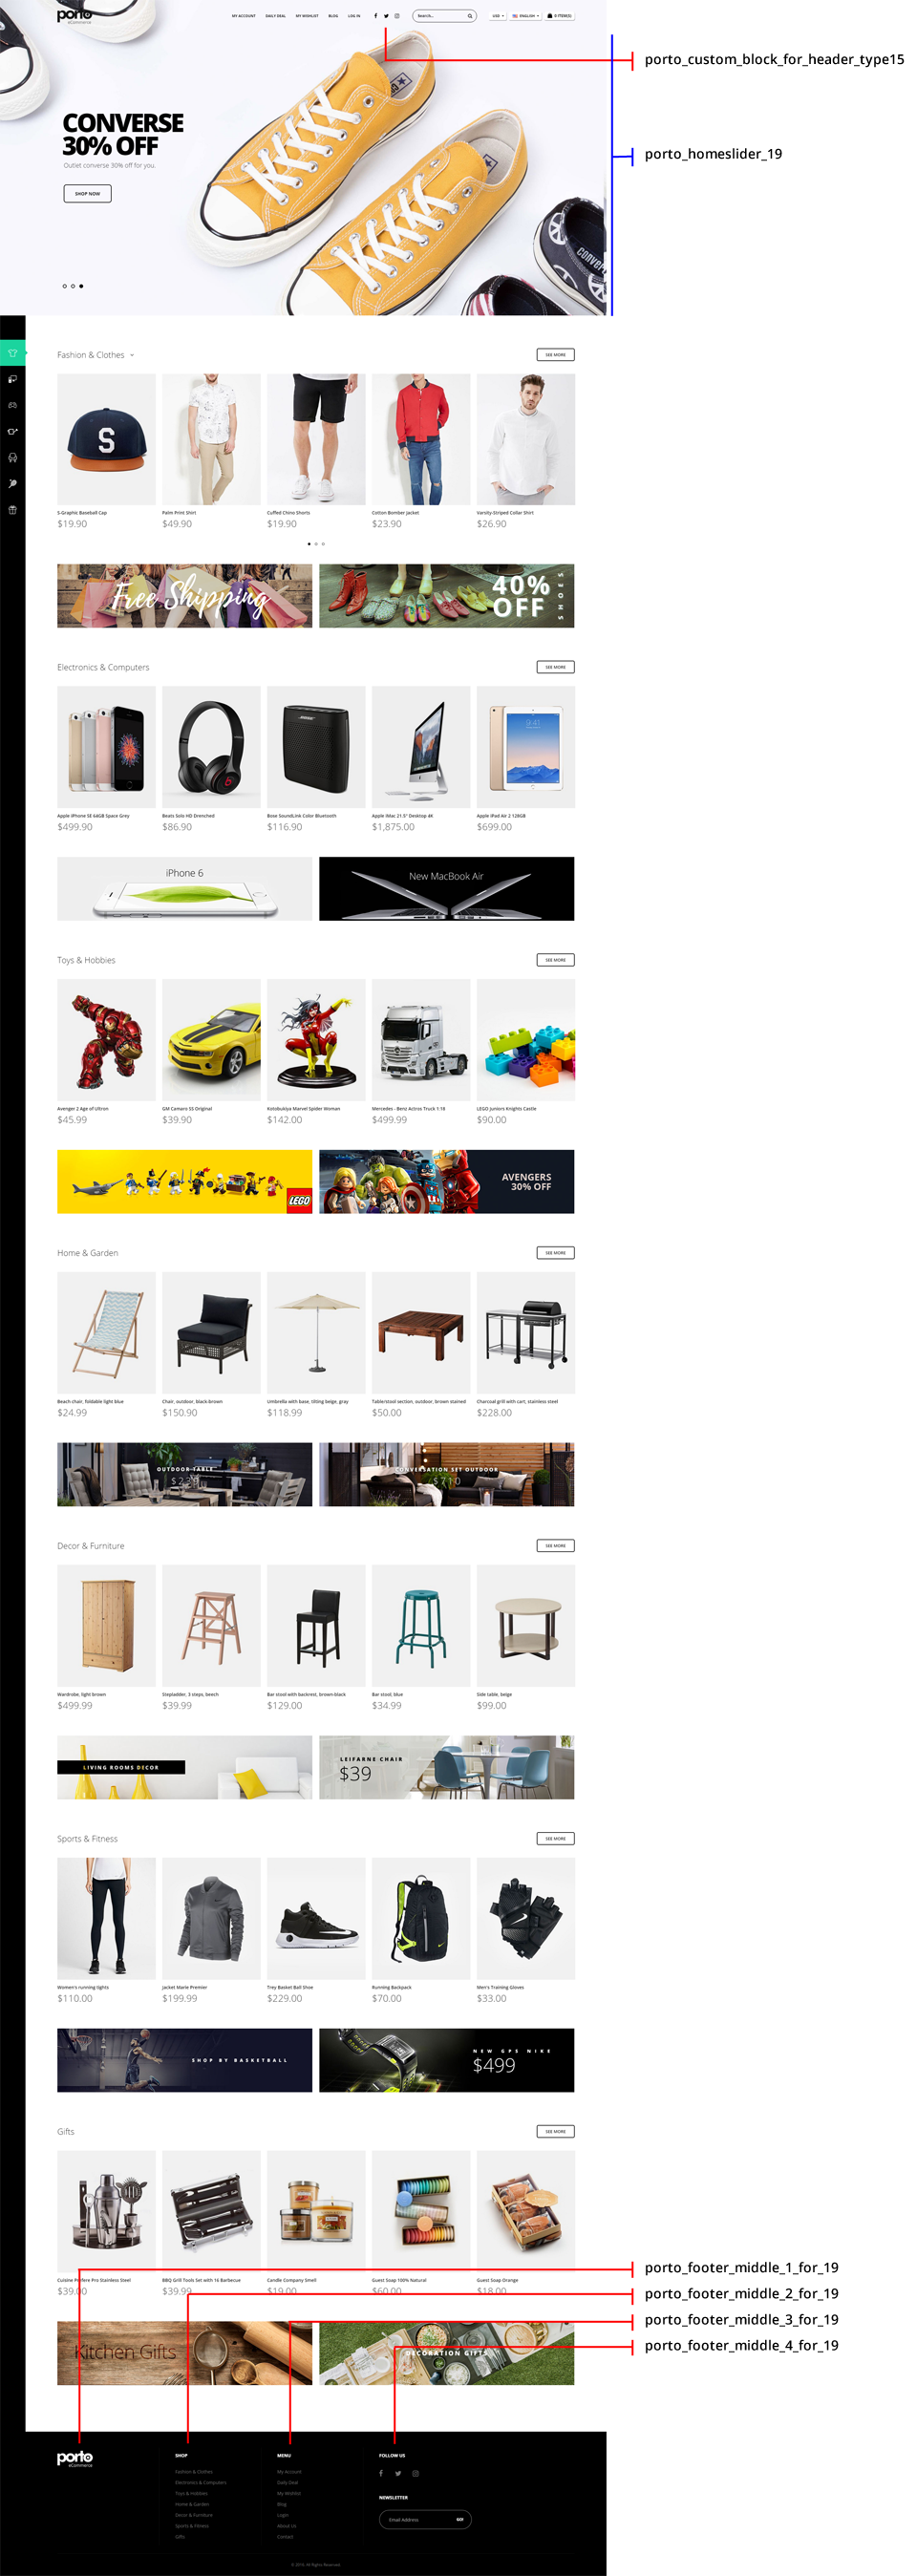 porto
eCommerce
MY ACCOUNT DAILY DEAL MY WISHLIST BLOG LOG IN
Search...
USD ENGLISH 0 ITEM(S)
porto_custom_block_for_header_type15
CONVERSE
30% OFF
Outlet converse 30% off for you.
SHOP NOW
porto_homeslider_19
Fashion & Clothes
SEE MORE
S
S-Graphic Baseball Cap Palm Print Shirt Cuffed Chino Shorts Cotton Bomber Jacket Varsity-Striped Collar Shirt
$19.90 $49.90 $19.90 $23.90 $26.90
Free Shipping
40%
OFF
SHOES
Electronics & Computers
SEE MORE
9:41
Apple iPhone SE 64GB Space Grey Beats Solo HD Drenched Bose SoundLink Color Bluetooth Apple iMac 21.5" Desktop 4K Apple iPad Air 2 128GB
$499.90 $86.90 $116.90 $1,875.00 $699.00
iPhone 6
New MacBook Air
Toys & Hobbies
SEE MORE
Avenger 2 Age of Ultron GM Camaro SS Original Kotobukiya Marvel Spider Woman Mercedes - Benz Actros Truck 1:18 LEGO Juniors Knights Castle
$45.99 $39.90 $142.00 $499.99 $90.00
LEGO
AVENGERS
30% OFF
Home & Garden
SEE MORE
Beach chair, foldable light blue Chair, outdoor, black-brown Umbrella with base, tilting beige, gray Table/stool section, outdoor, brown stained Charcoal grill with cart, stainless steel
$24.99 $150.90 $118.99 $50.00 $228.00
OUTDOOR TABLE
CONVERSATION SET OUTDOOR
$710
Decor & Furniture
SEE MORE
Wardrobe, light brown Stepladder, 3 steps, beech Bar stool with backrest, brown-black Bar stool, blue Side table, beige
$499.99 $39.99 $129.00 $34.99 $99.00
LIVING ROOMS DECOR
LEIFARNE CHAIR
$39
Sports & Fitness
SEE MORE
Women's running tights Jacket Marie Premier Trey Basket Ball Shoe Running Backpack Men's Training Gloves
$110.00 $199.99 $229.00 $70.00 $33.00
SHOP BY BASKETBALL
NEW GPS NIKE
$499
Gifts
SEE MORE
porto_footer_middle_1_for_19
Cuisine Prefere Pro Stainless Steel BBQ Grill Tools Set with 16 Barbecue Candle Company Smell Guest Soap 100% Natural Guest Soap Orange
$39.00 $39.99 $19.00 $60.00 $18.00
porto_footer_middle_2_for_19
porto_footer_middle_3_for_19
porto_footer_middle_4_for_19
Kitchen Gifts
DECORATION GIFTS
porto
eCommerce
SHOP
Fashion & Clothes
Electronics & Computers
Toys & Hobbies
Home & Garden
Decor & Furniture
Sports & Fitness
Gifts
MENU
My Account
Daily Deal
My Wishlist
Blog
Login
About Us
Contact
FOLLOW US
NEWSLETTER
Email Address GO!
© 2016. All Rights Reserved